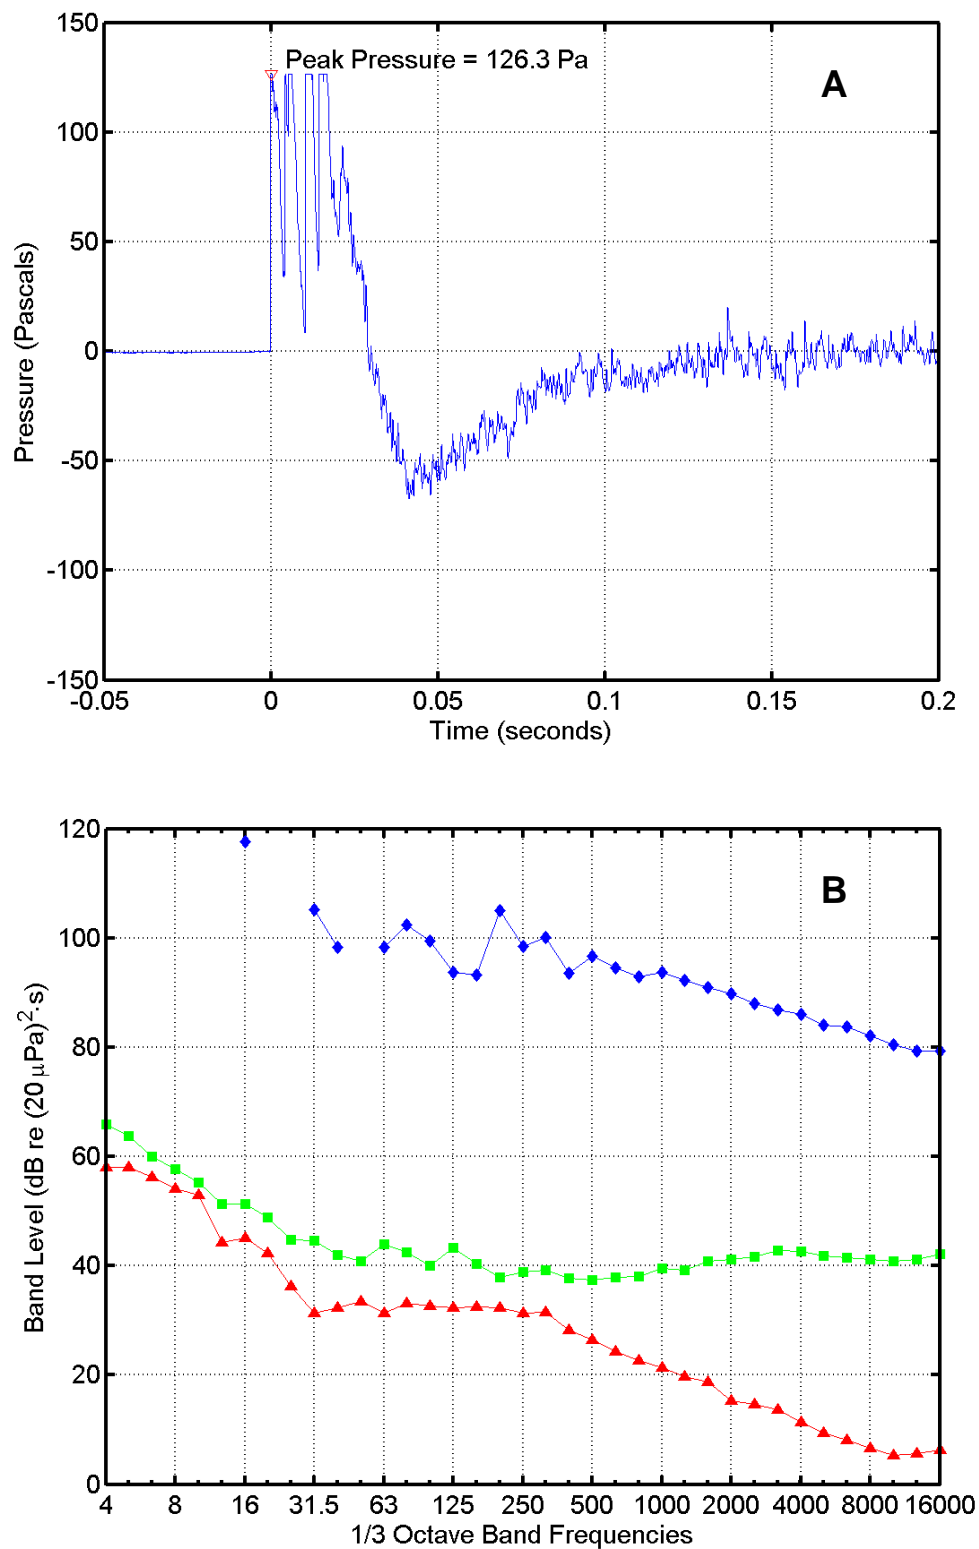 150
Peak Pressure = 126.3 Pa
A
100
50
0
-50
-100
-150
Pressure (Pascals)
-0.05 0 0.05 0.1 0.15 0.2
Time (seconds)
120
B
100
80
60
40
20
0
Band Level (dB re (20 μPa)²·s)
4 8 16 31.5 63 125 250 500 1000 2000 4000 8000 16000
1/3 Octave Band Frequencies